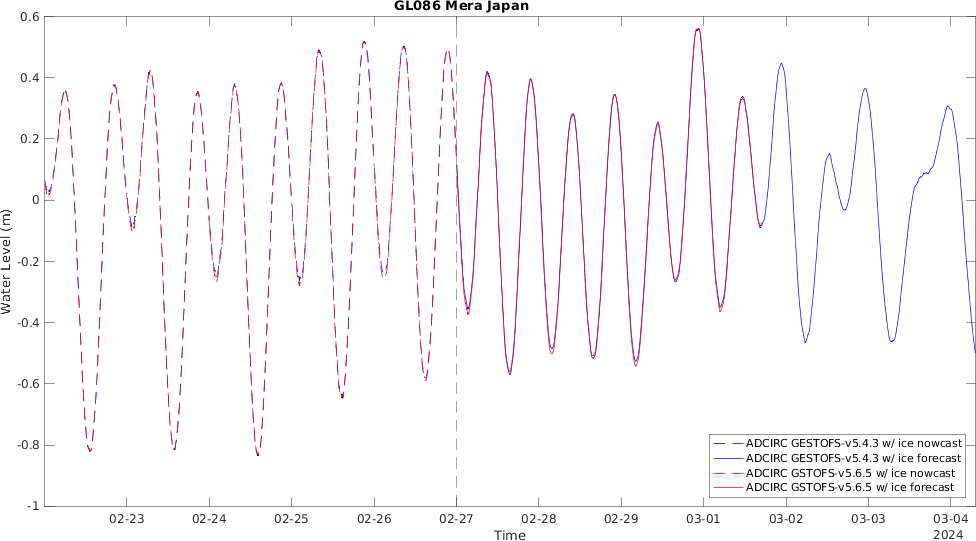 GL086 Mera Japan
0.6
0.4
0.2
0
-0.2
-0.4
-0.6
-0.8
-1
Water Level (m)
02-23 02-24 02-25 02-26 02-27 02-28 02-29 03-01 03-02 03-03 03-04
Time
2024
ADCIRC GESTOFS-v5.4.3 w/ ice nowcast
ADCIRC GESTOFS-v5.4.3 w/ ice forecast
ADCIRC GSTOFS-v5.6.5 w/ ice nowcast
ADCIRC GSTOFS-v5.6.5 w/ ice forecast